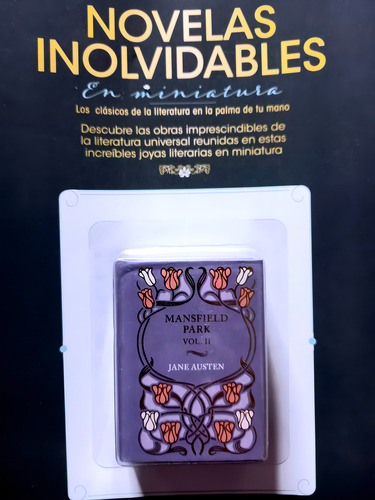 NOVELAS
INOLVIDABLES
En miniatura
Los clásicos de la literatura en la palma de tu mano
Descubre las obras imprescindibles de
la literatura universal reunidas en estas
increíbles joyas literarias en miniatura
MANSFIELD
PARK
VOL. II
JANE AUSTEN